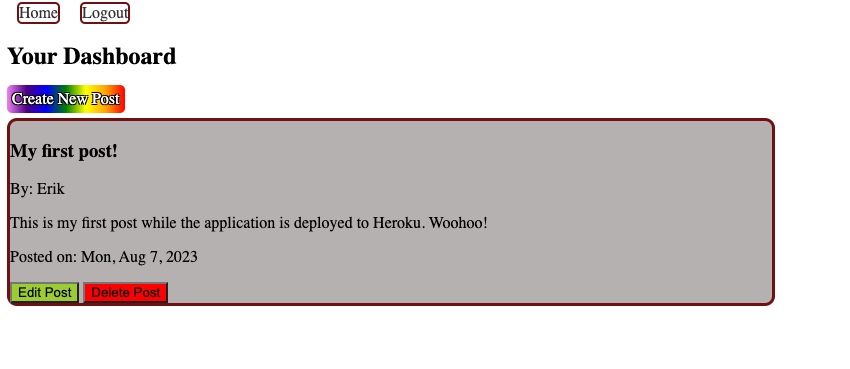 Home Logout
Your Dashboard
Create New Post
My first post!
By: Erik
This is my first post while the application is deployed to Heroku. Woohoo!
Posted on: Mon, Aug 7, 2023
Edit Post Delete Post